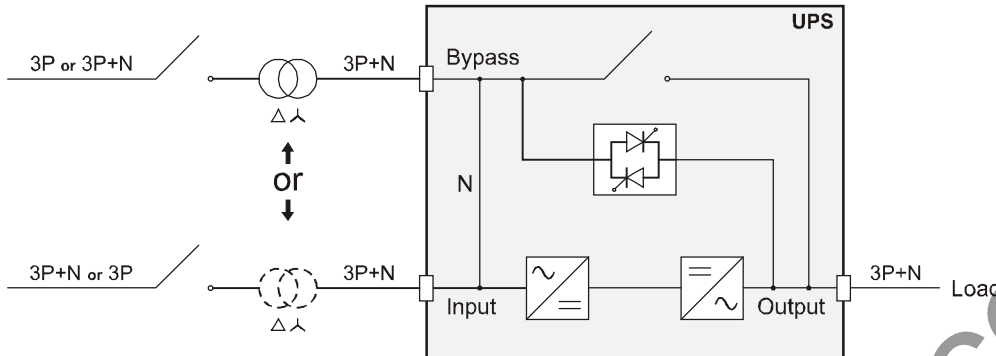 UPS
3P or 3P+N
3P+N
Bypass
N
or
3P+N or 3P
3P+N
Input
Output
3P+N
Load